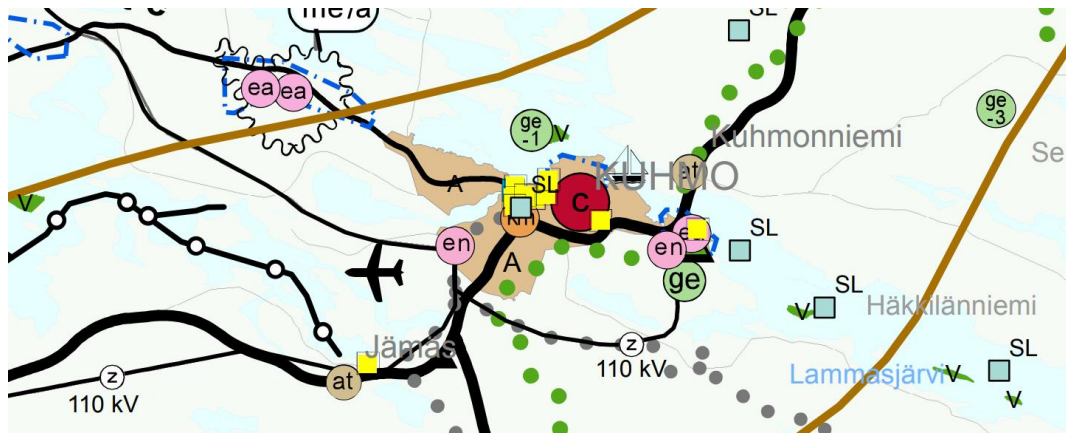 me/a
SL
ea
ea
ge
-1
V
ge
-3
Kuhmonniemi
Se
A
SL
KUHMO
at
V
c
km
en
en
SL
A
ge
SL
V
Häkkilänniemi
Jämäs
z
110 kV
SL
Lammasjärvi
V
at
z
110 kV
V